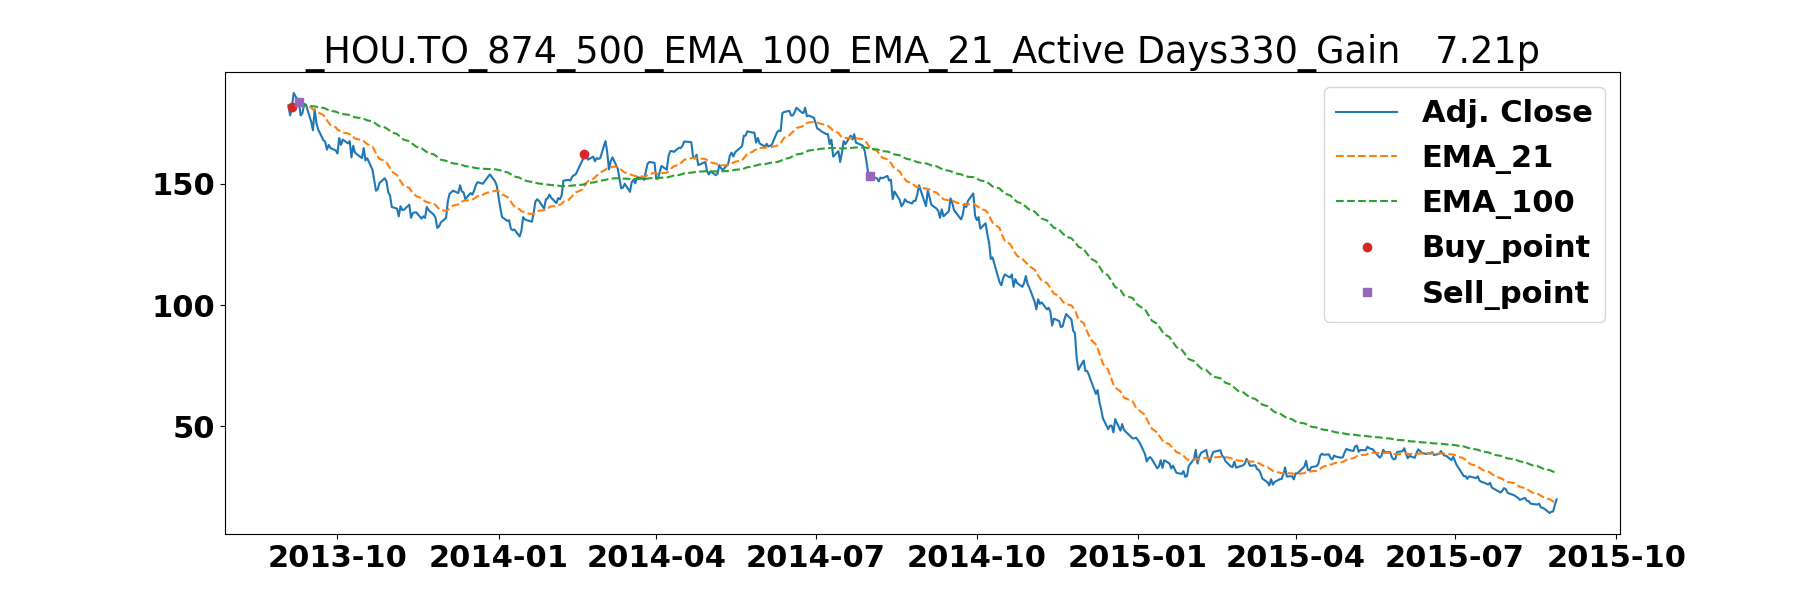 _HOU.TO_874_500_EMA_100_EMA_21_Active Days330_Gain   7.21p
Adj. Close
EMA_21
EMA_100
Buy_point
Sell_point
150
100
50
2013-10 2014-01 2014-04 2014-07 2014-10 2015-01 2015-04 2015-07 2015-10